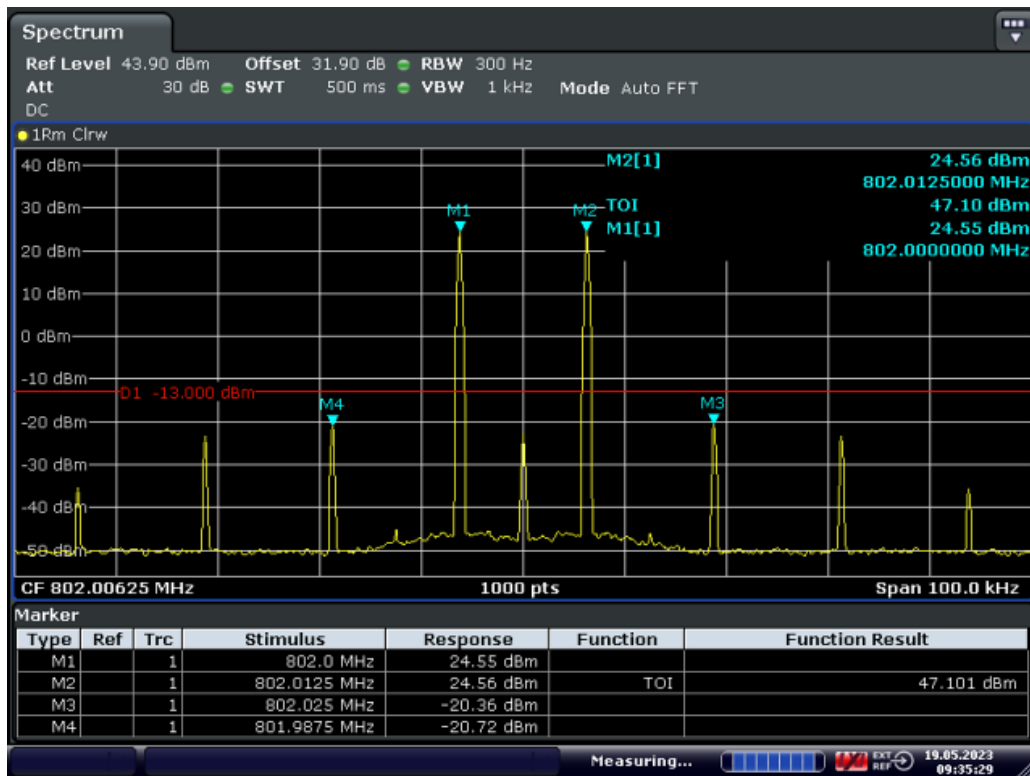 Spectrum
Ref Level 43.90 dBm Offset 31.90 dB RBW 300 Hz
Att 30 dB SWT 500 ms VBW 1 kHz Mode Auto FFT
DC
1Rm Clrw
40 dBm
M2[1] 24.56 dBm
802.0125000 MHz
30 dBm
M1
M2
TOI 47.10 dBm
M1[1] 24.55 dBm
20 dBm
802.0000000 MHz
10 dBm
0 dBm
-10 dBm
D1 -13.000 dBm
M4
M3
-20 dBm
-30 dBm
-40 dBm
-50 dBm
CF 802.00625 MHz 1000 pts Span 100.0 kHz
Marker
Type Ref Trc Stimulus Response Function Function Result
M1 1 802.0 MHz 24.55 dBm
M2 1 802.0125 MHz 24.56 dBm TOI 47.101 dBm
M3 1 802.025 MHz -20.36 dBm
M4 1 801.9875 MHz -20.72 dBm
Measuring... EXT REF 19.05.2023
09:35:29